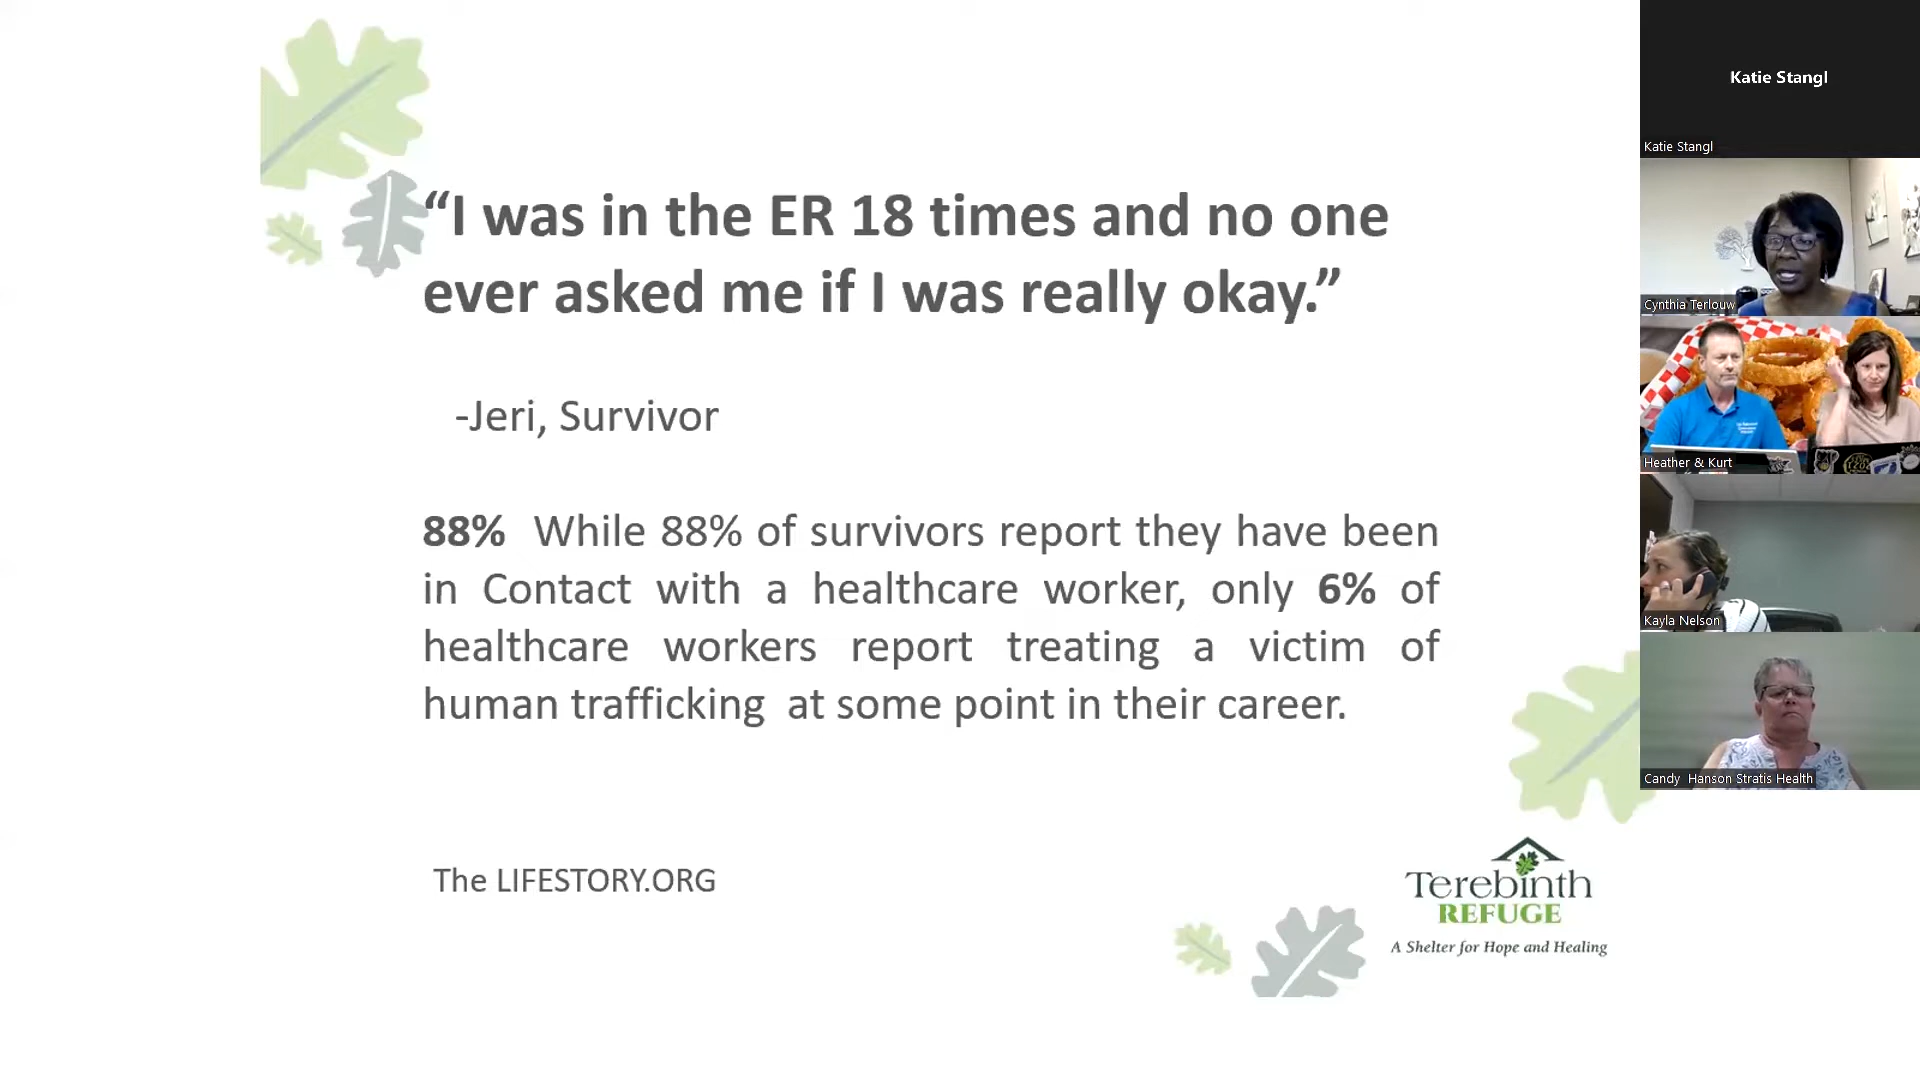 “I was in the ER 18 times and no one
ever asked me if I was really okay.”
-Jeri, Survivor
88% While 88% of survivors report they have been
in Contact with a healthcare worker, only 6% of
healthcare workers report treating a victim of
human trafficking at some point in their career.
The LIFESTORY.ORG
Terebinth
REFUGE
A Shelter for Hope and Healing
Katie Stangl
Katie Stangl
Cynthia Terlouw
Heather & Kurt
Kayla Nelson
Candy Hanson Stratis Health